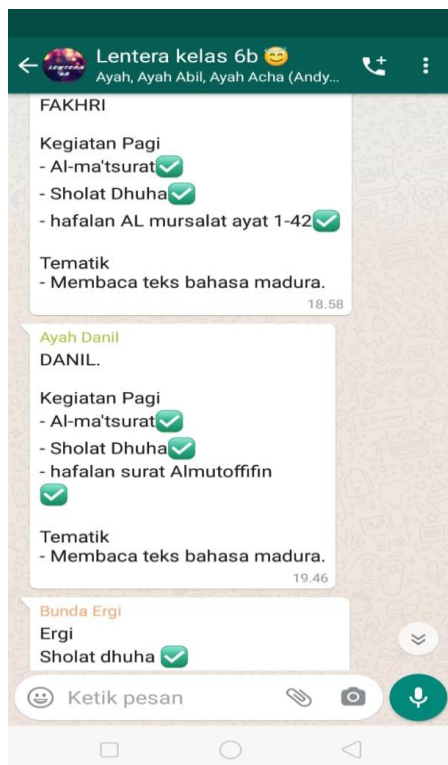 LENTERA
6B
Lentera kelas 6b 😇
Ayah, Ayah Abil, Ayah Acha (Andy...
FAKHRI
Kegiatan Pagi
- Al-ma'tsurat✅
- Sholat Dhuha✅
- hafalan AL mursalat ayat 1-42✅
Tematik
- Membaca teks bahasa madura.
18.58
Ayah Danil
DANIL.
Kegiatan Pagi
- Al-ma'tsurat✅
- Sholat Dhuha✅
- hafalan surat Almutoffifin
✅
Tematik
- Membaca teks bahasa madura.
19.46
Bunda Ergi
Ergi
Sholat dhuha ✅
Ketik pesan